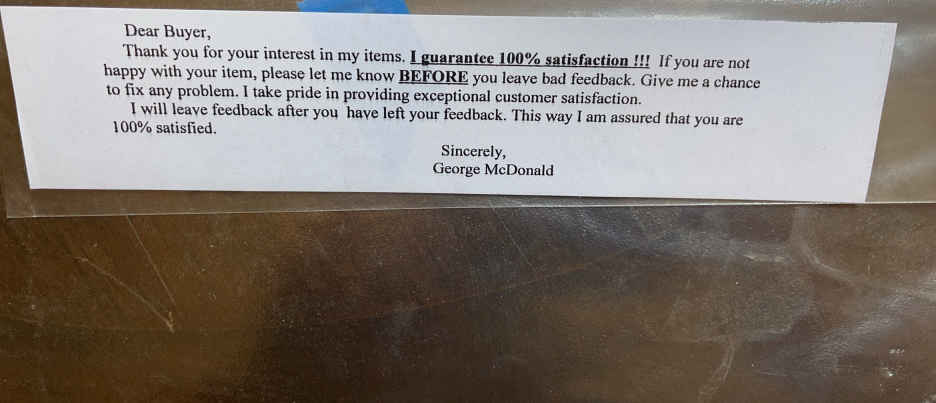 Dear Buyer,
Thank you for your interest in my items. I guarantee 100% satisfaction !!! If you are not
happy with your item, please let me know BEFORE you leave bad feedback. Give me a chance
to fix any problem. I take pride in providing exceptional customer satisfaction.
I will leave feedback after you have left your feedback. This way I am assured that you are
100% satisfied.
Sincerely,
George McDonald